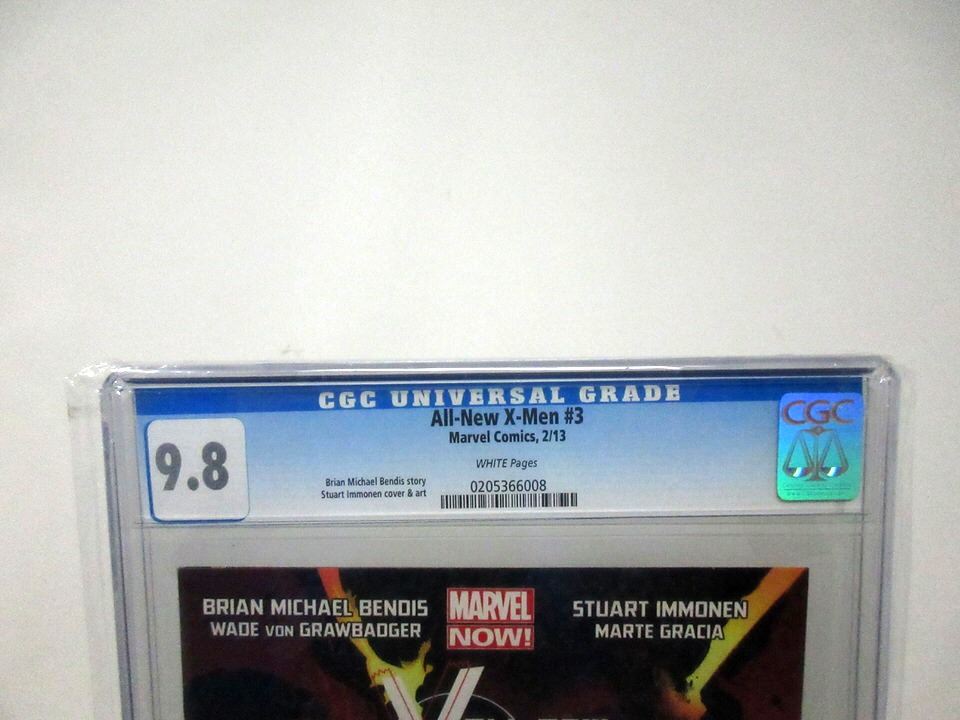 CGC UNIVERSAL GRADE
All-New X-Men #3
Marvel Comics, 2/13
9.8
WHITE Pages
Brian Michael Bendis story
Stuart Immonen cover & art
0205366008
CGC
BRIAN MICHAEL BENDIS
WADE VON GRAWBADGER
MARVEL
NOW!
STUART IMMONEN
MARTE GRACIA